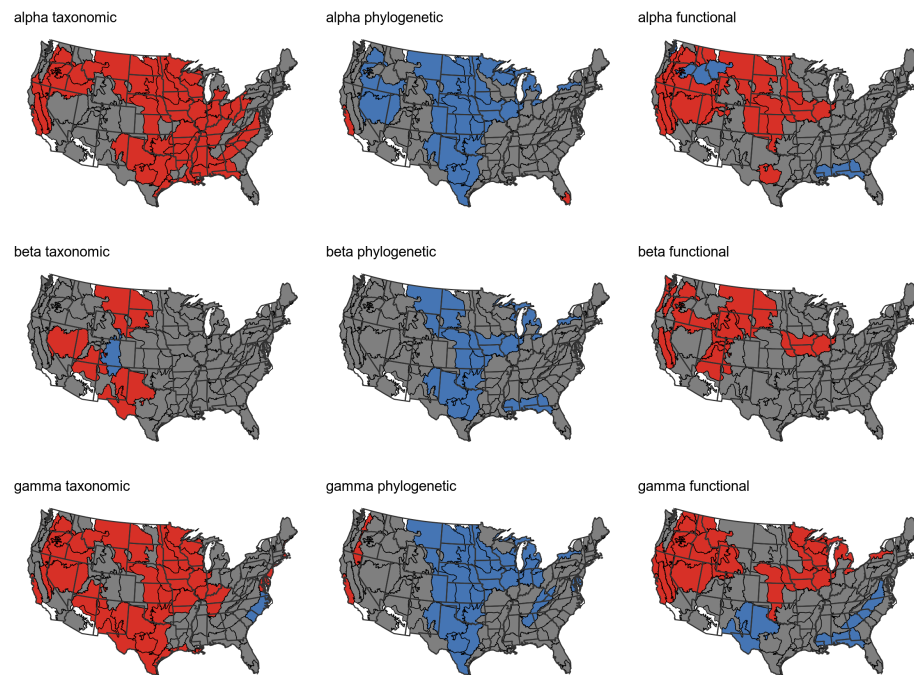 alpha taxonomic
alpha phylogenetic
alpha functional
beta taxonomic
beta phylogenetic
beta functional
gamma taxonomic
gamma phylogenetic
gamma functional